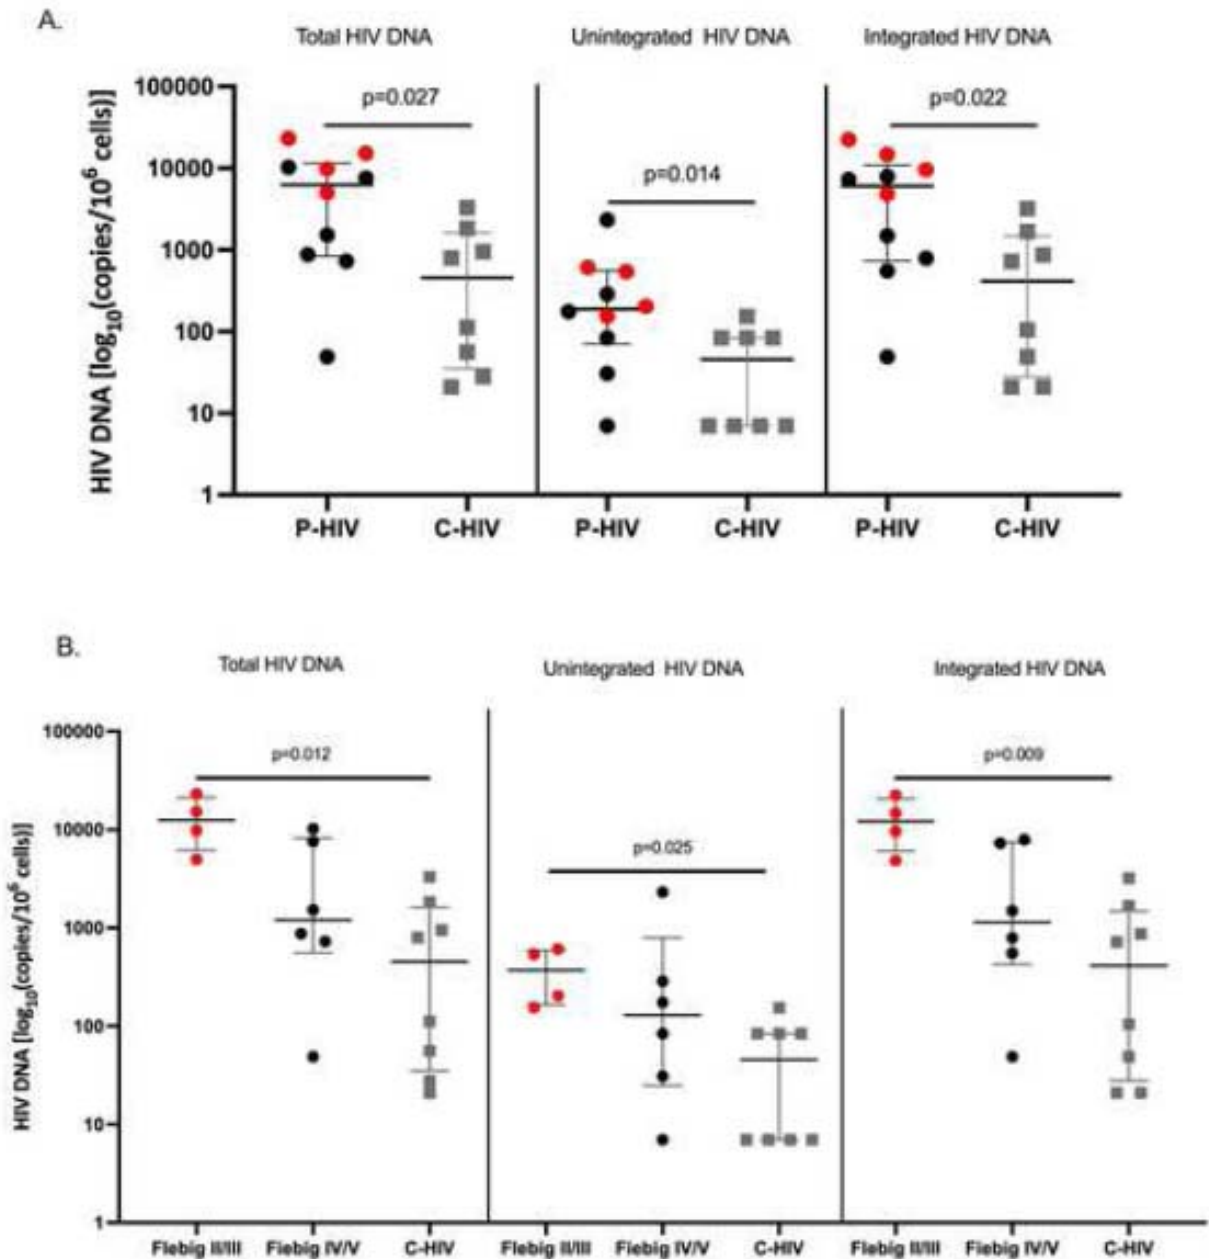 A.
Total HIV DNA
Unintegrated HIV DNA
Integrated HIV DNA
HIV DNA [log10(copies/10⁶ cells)]
100000
10000
1000
100
10
1
p=0.027
p=0.014
p=0.022
P-HIV
C-HIV
P-HIV
C-HIV
P-HIV
C-HIV
B.
Total HIV DNA
Unintegrated HIV DNA
Integrated HIV DNA
HIV DNA [log10(copies/10⁶ cells)]
100000
10000
1000
100
10
1
p=0.012
p=0.025
p=0.009
Fiebig II/III
Fiebig IV/V
C-HIV
Fiebig II/III
Fiebig IV/V
C-HIV
Fiebig II/III
Fiebig IV/V
C-HIV